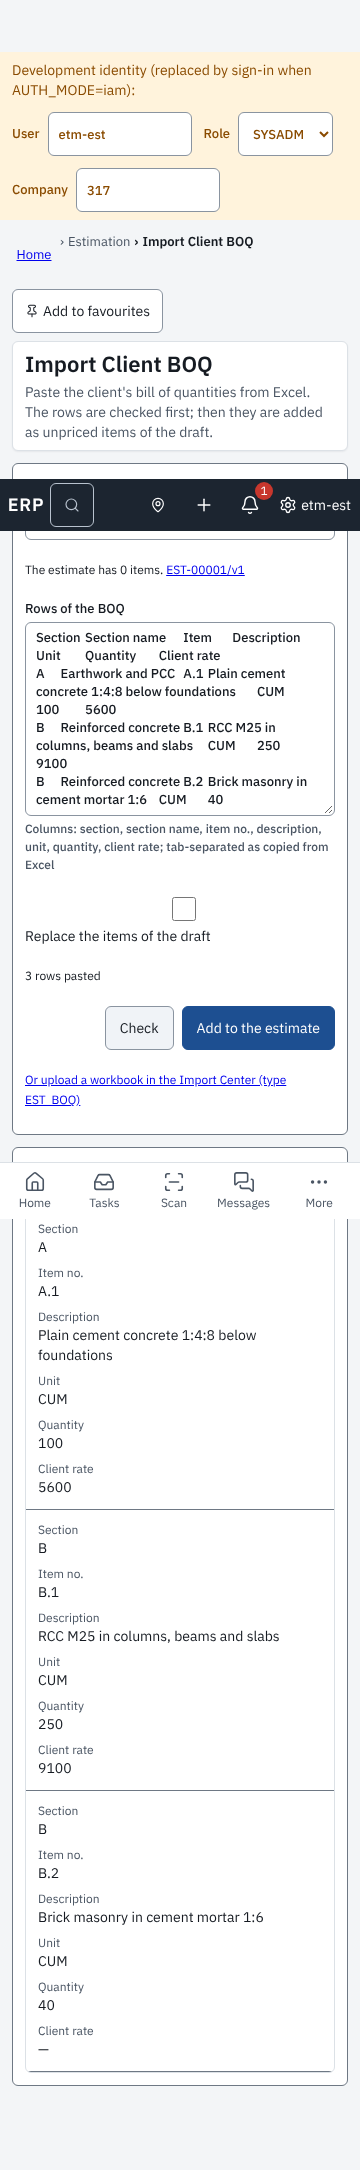 Development identity (replaced by sign-in when
AUTH_MODE=iam):
User etm-est Role SYSADM
Company 317
Home › Estimation › Import Client BOQ
Add to favourites
Import Client BOQ
Paste the client's bill of quantities from Excel.
The rows are checked first; then they are added
as unpriced items of the draft.
ERP 1 etm-est
The estimate has 0 items. EST-00001/v1
Rows of the BOQ
Section Section name Item Description
Unit Quantity Client rate
A Earthwork and PCC A.1 Plain cement
concrete 1:4:8 below foundations CUM
100 5600
B Reinforced concrete B.1 RCC M25 in
columns, beams and slabs CUM 250
9100
B Reinforced concrete B.2 Brick masonry in
cement mortar 1:6 CUM 40
Columns: section, section name, item no., description,
unit, quantity, client rate; tab-separated as copied from
Excel
Replace the items of the draft
3 rows pasted
Check Add to the estimate
Or upload a workbook in the Import Center (type
EST_BOQ)
Home Tasks Scan Messages More
Section
A
Item no.
A.1
Description
Plain cement concrete 1:4:8 below
foundations
Unit
CUM
Quantity
100
Client rate
5600
Section
B
Item no.
B.1
Description
RCC M25 in columns, beams and slabs
Unit
CUM
Quantity
250
Client rate
9100
Section
B
Item no.
B.2
Description
Brick masonry in cement mortar 1:6
Unit
CUM
Quantity
40
Client rate
—